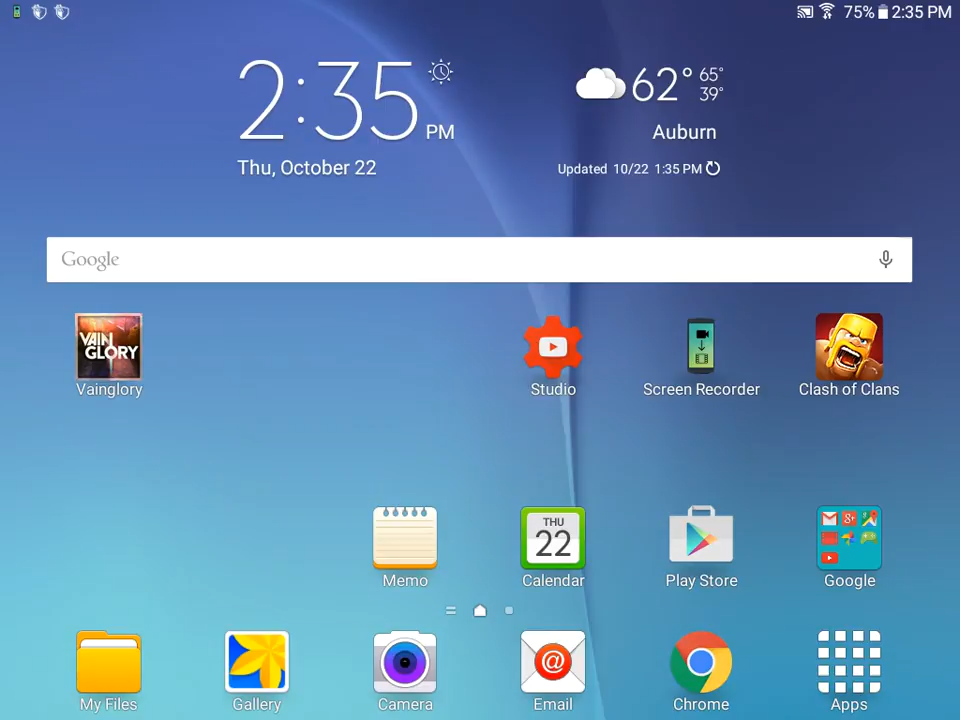 75% 2:35 PM
2:35 PM
Thu, October 22
62° 65° 39°
Auburn
Updated 10/22 1:35 PM
Google
VAIN GLORY
Vainglory
Studio
Screen Recorder
Clash of Clans
THU
22
Memo
Calendar
Play Store
Google
My Files
Gallery
Camera
Email
Chrome
Apps